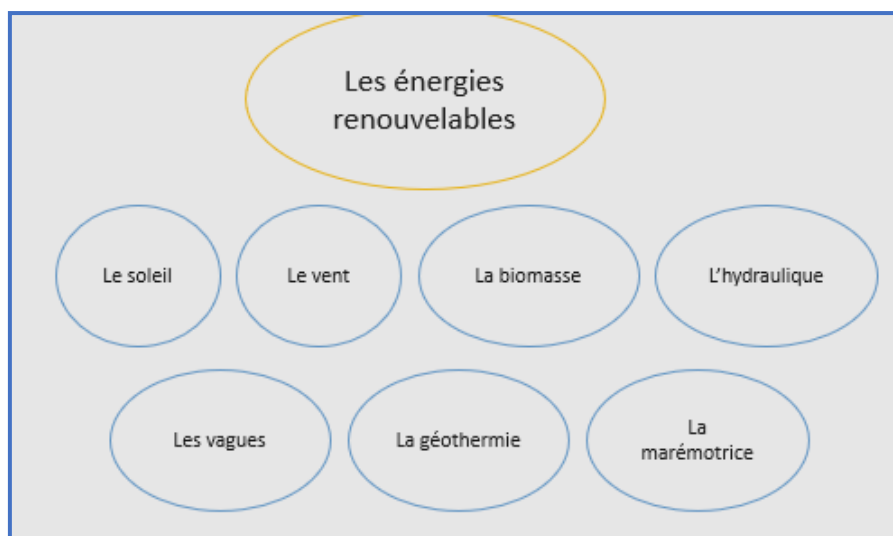 Les énergies
renouvelables
Le soleil
Le vent
La biomasse
L’hydraulique
Les vagues
La géothermie
La
marémotrice